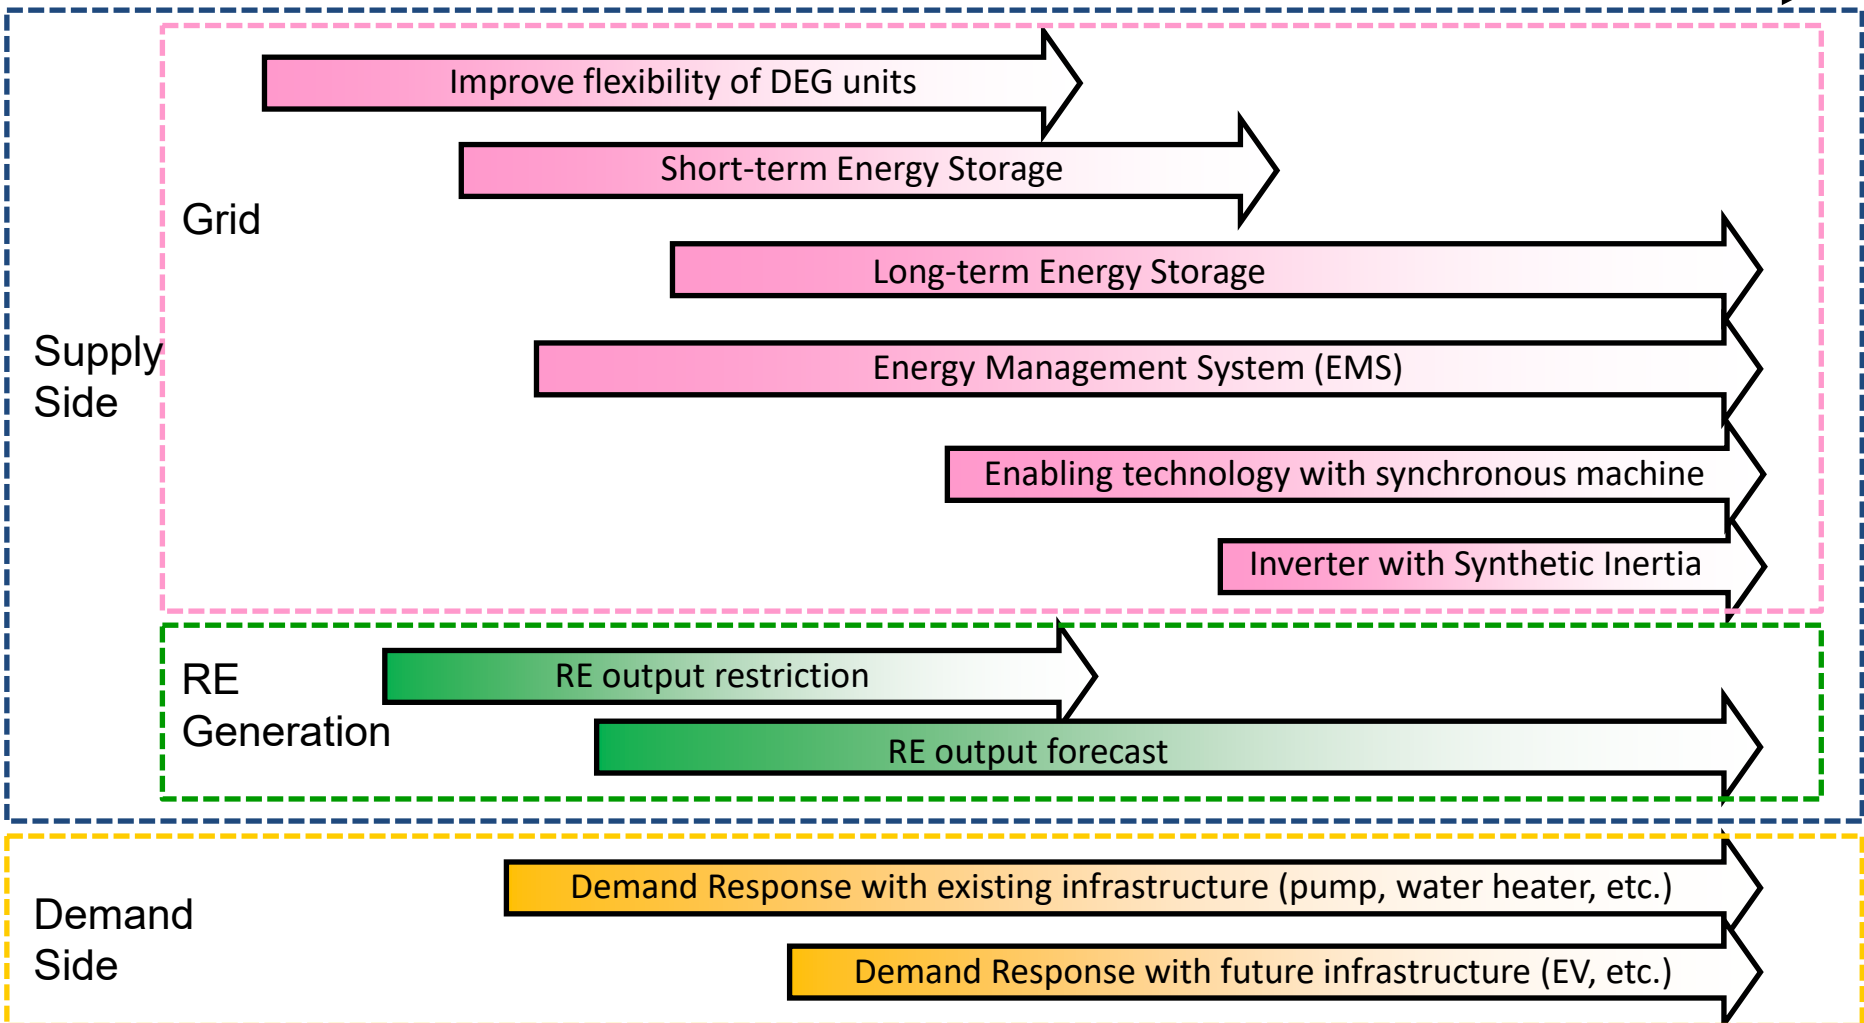 Improve flexibility of DEG units
Short-term Energy Storage
Grid
Long-term Energy Storage
Supply
Side
Energy Management System (EMS)
Enabling technology with synchronous machine
Inverter with Synthetic Inertia
RE
Generation
RE output restriction
RE output forecast
Demand
Side
Demand Response with existing infrastructure (pump, water heater, etc.)
Demand Response with future infrastructure (EV, etc.)